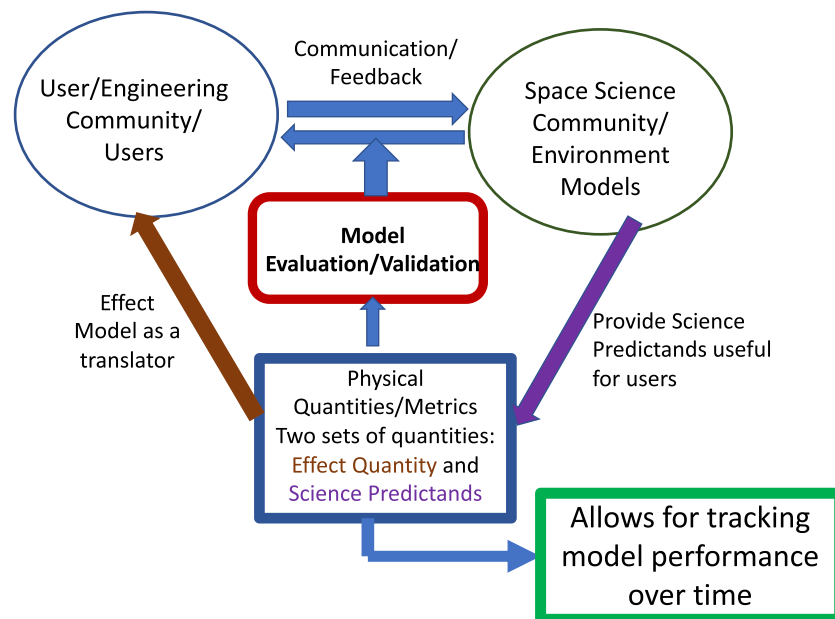 Communication/
Feedback
User/Engineering
Community/
Users
Space Science
Community/
Environment
Models
Model
Evaluation/Validation
Effect
Model as a
translator
Provide Science
Predictands useful
for users
Physical
Quantities/Metrics
Two sets of quantities:
Effect Quantity and
Science Predictands
Allows for tracking
model performance
over time